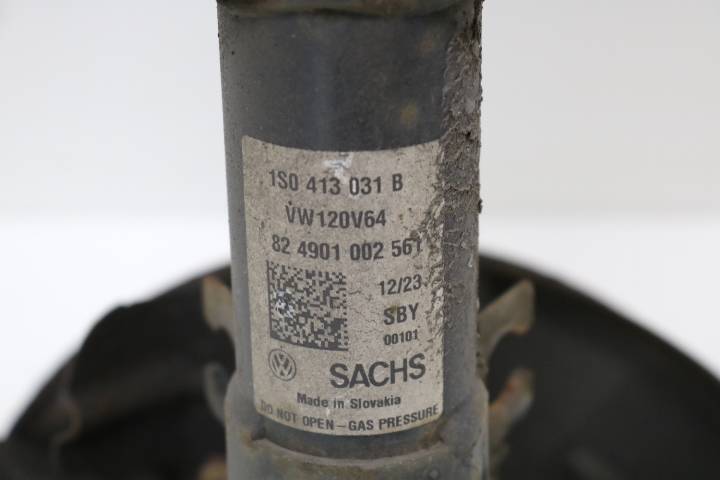 1S0 413 031 B
VW120V64
82 4901 002 561
12/23
SBY
00101
VW
SACHS
Made in Slovakia
DO NOT OPEN – GAS PRESSURE